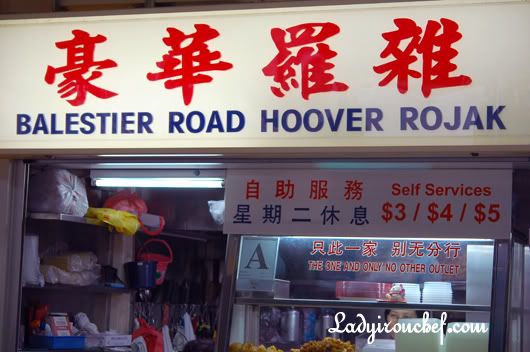 豪華羅雜
BALESTIER ROAD HOOVER ROJAK
自助服務 Self Services
星期二休息 $3 / $4 / $5
只此一家 别无分行
THE ONE AND ONLY NO OTHER OUTLET
A
Ladyironchef.com